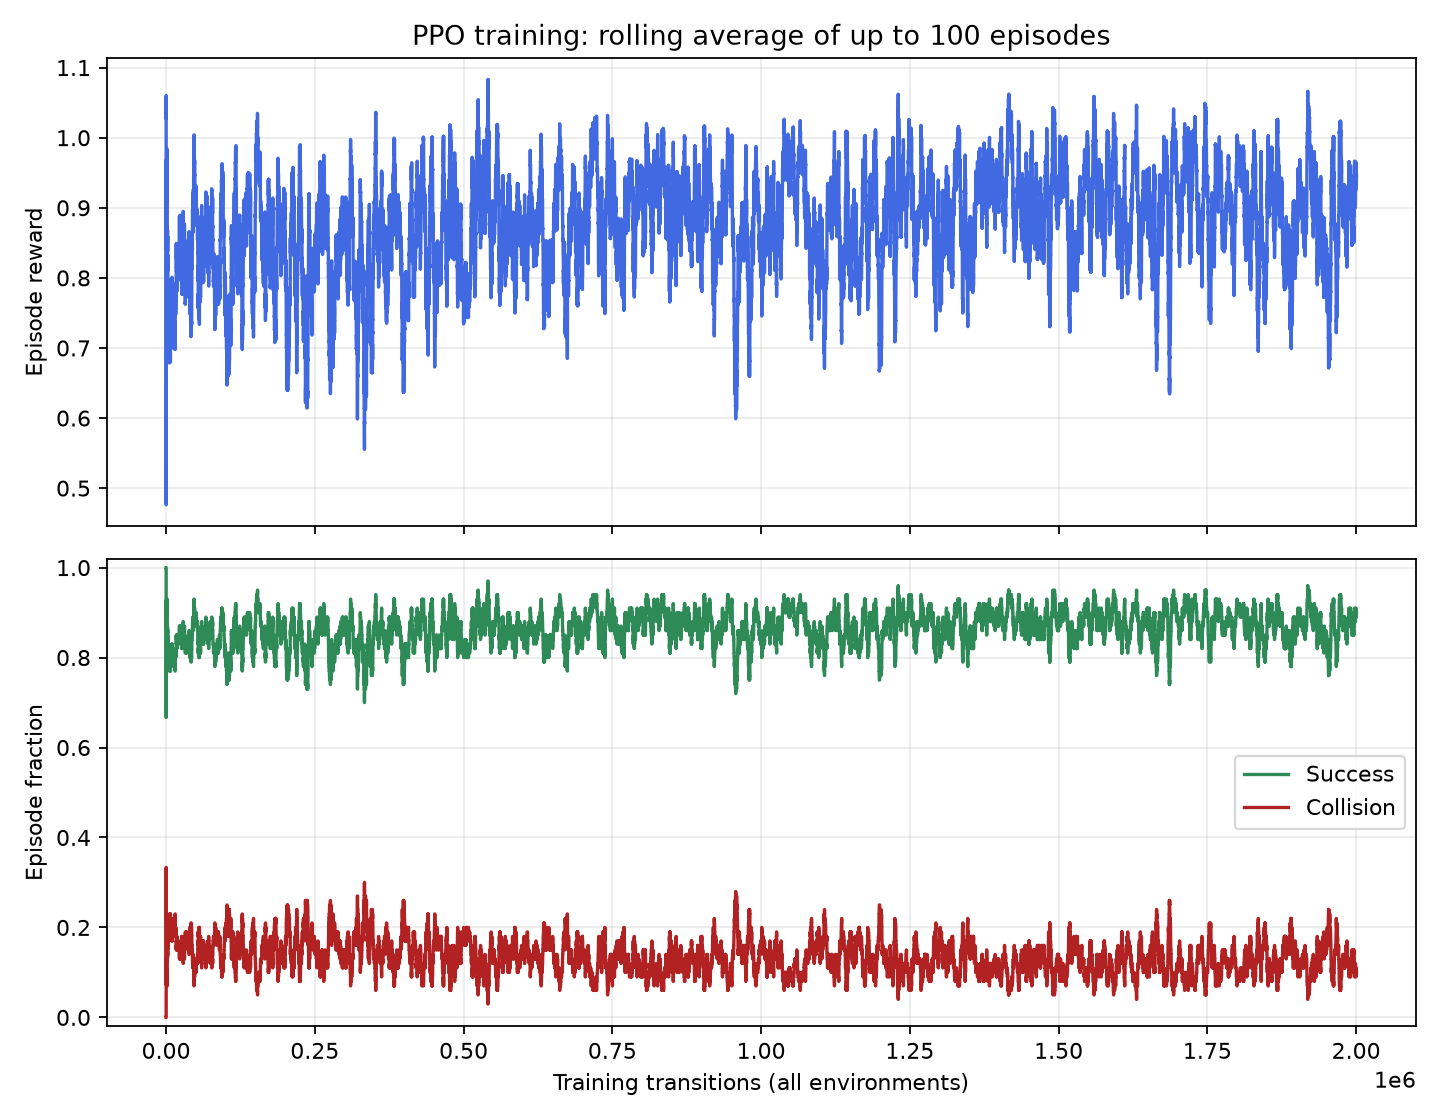 PPO training: rolling average of up to 100 episodes
1.1
1.0
0.9
0.8
0.7
0.6
0.5
Episode reward
1.0
0.8
0.6
0.4
0.2
0.0
Episode fraction
Success
Collision
0.00 0.25 0.50 0.75 1.00 1.25 1.50 1.75 2.00
1e6
Training transitions (all environments)